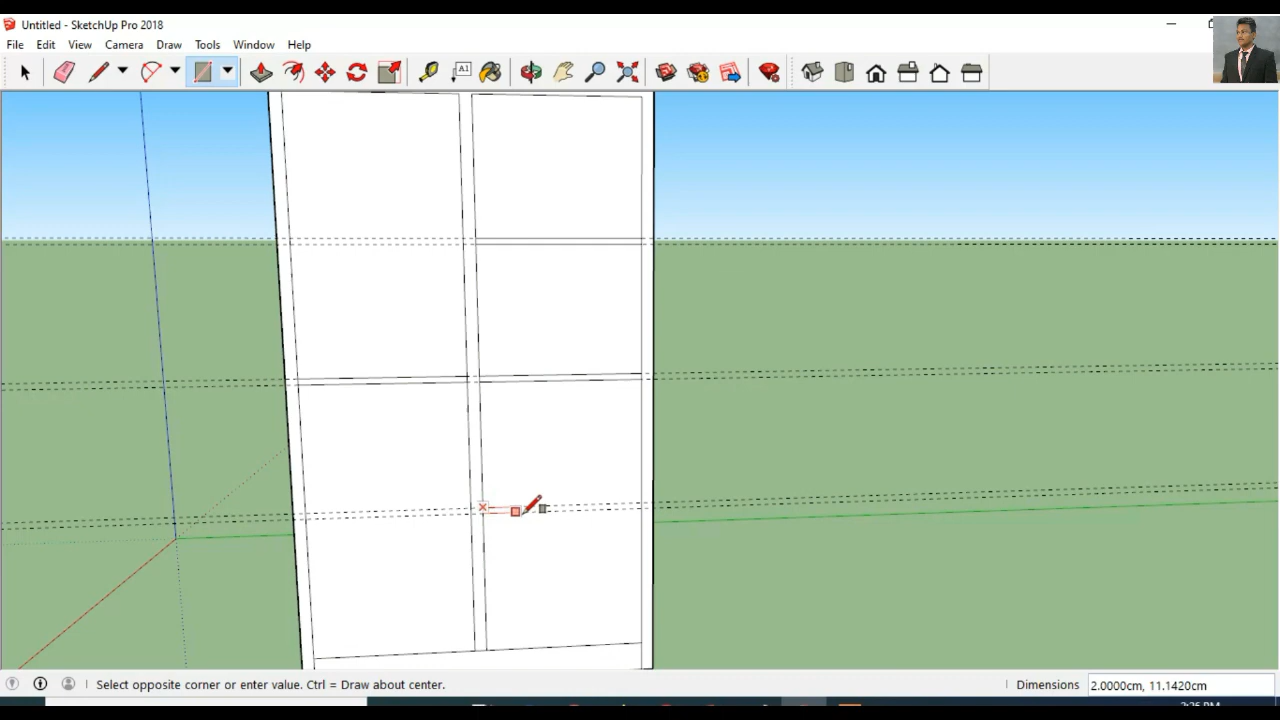 Untitled - SketchUp Pro 2018
File Edit View Camera Draw Tools Window Help
A1
Select opposite corner or enter value. Ctrl = Draw about center.
Dimensions 2.0000cm, 11.1420cm